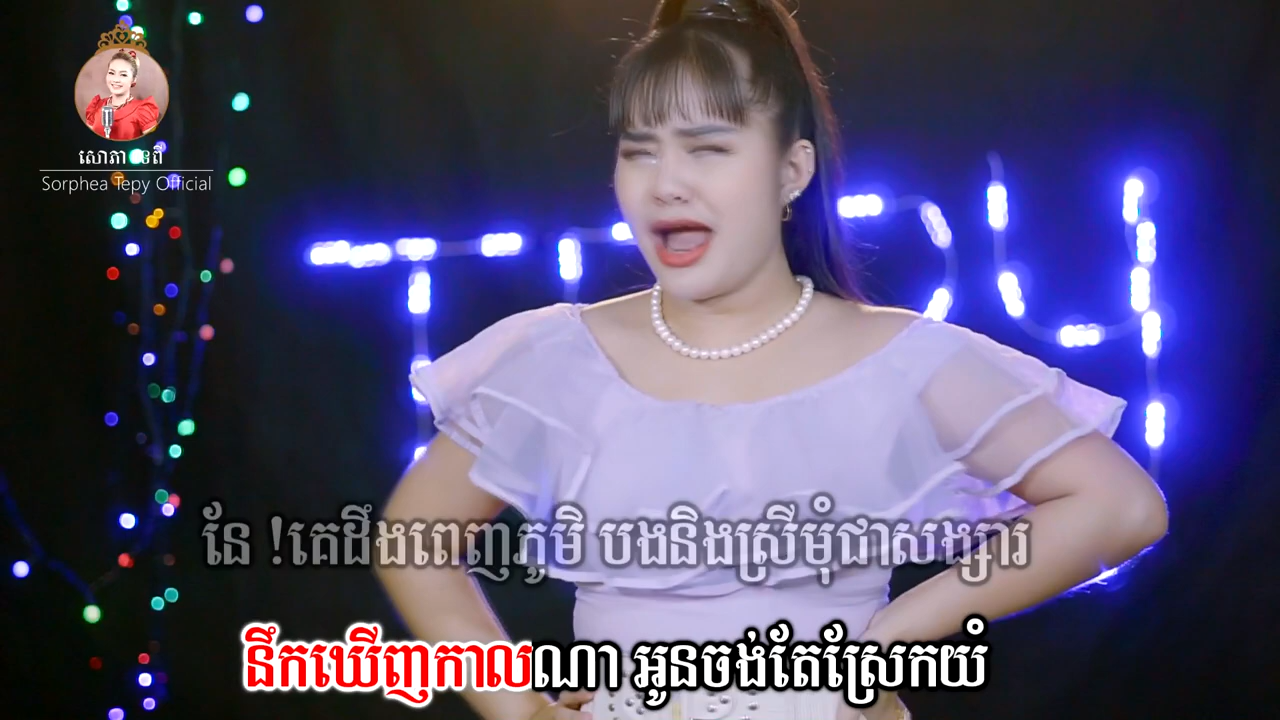 សោភា ទេពី
Sorphea Tepy Official
TEPY
នែ !គេដឹងពេញភូមិ បងនិងស្រីមុំជាសង្សារ
នឹកឃើញកាលណា អូនចង់តែស្រែកយំ